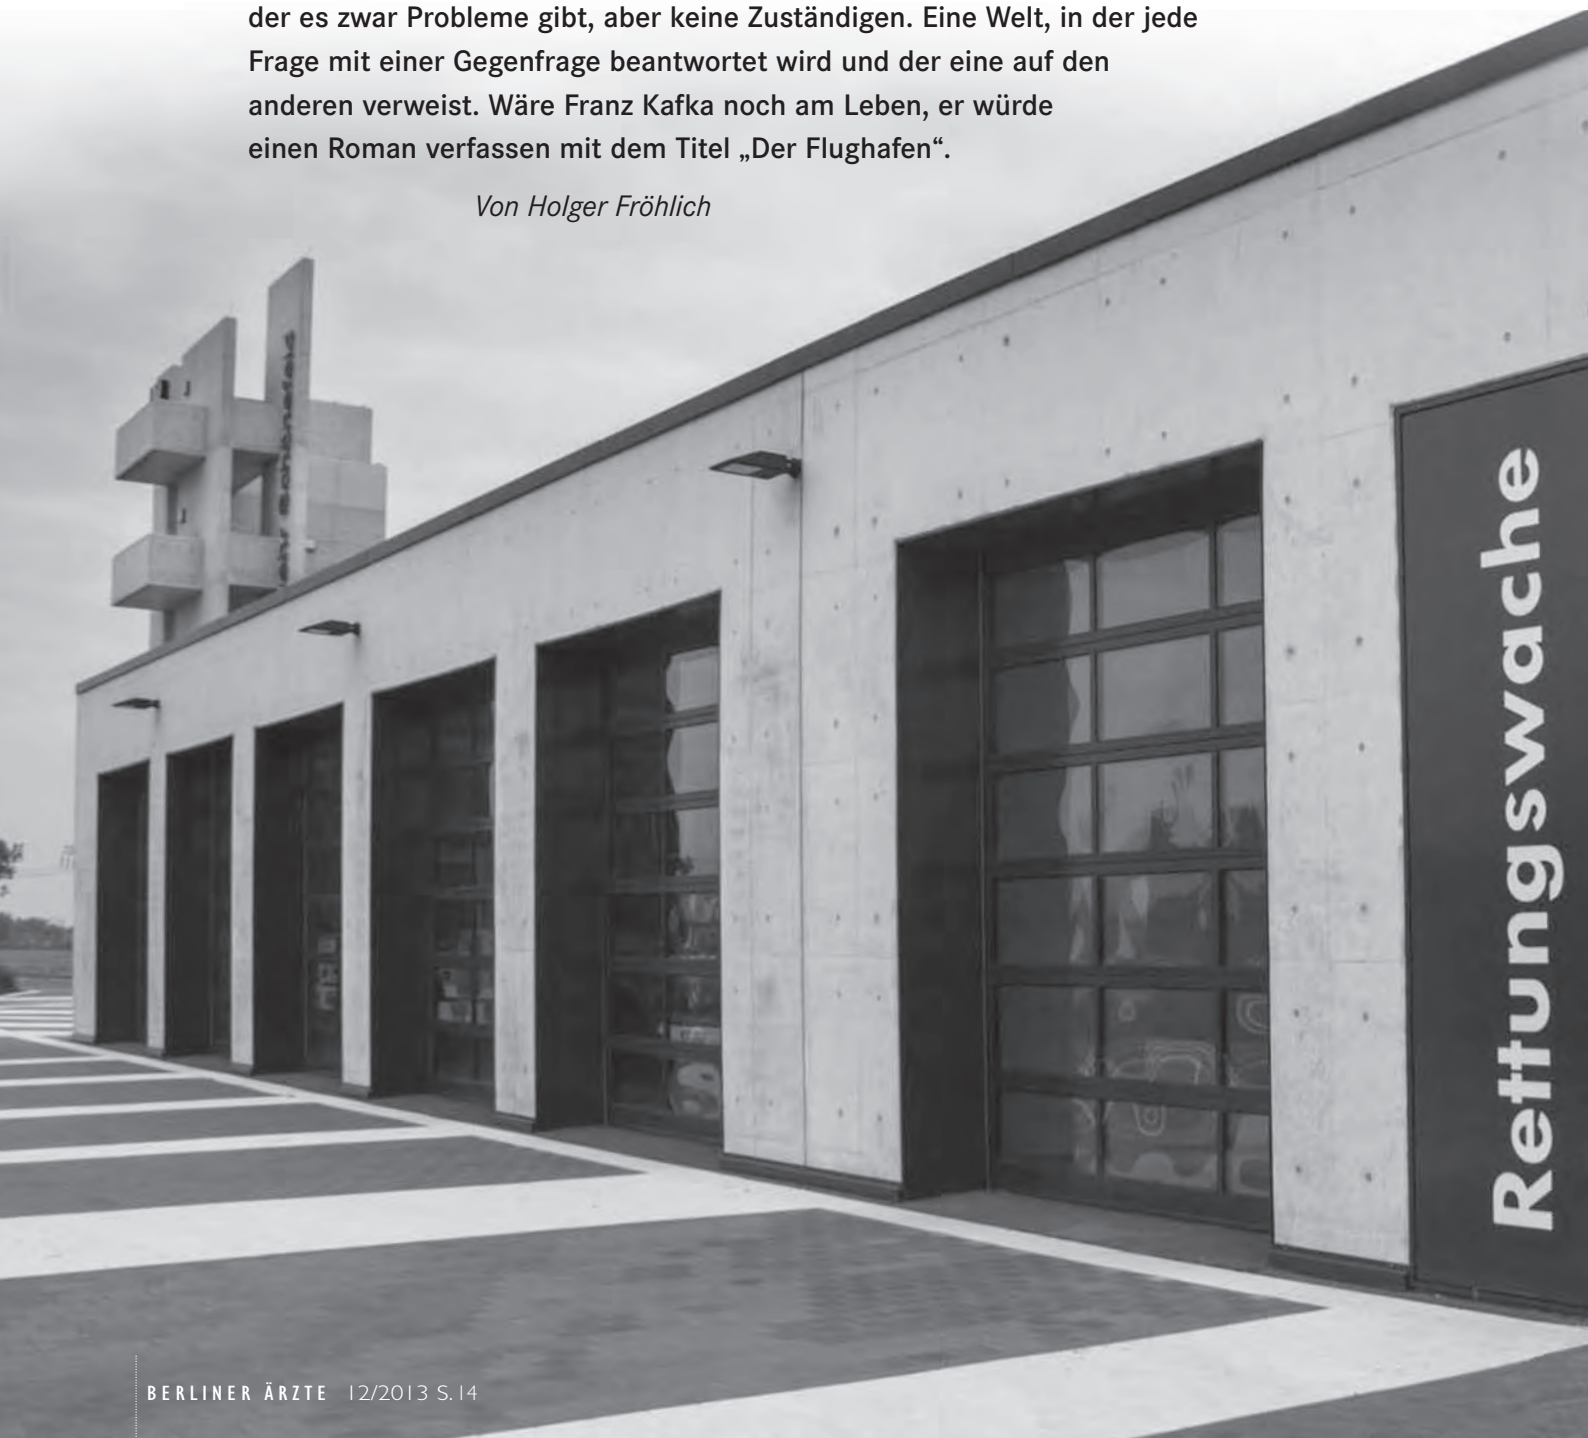 der es zwar Probleme gibt, aber keine Zuständigen. Eine Welt, in der jede
Frage mit einer Gegenfrage beantwortet wird und der eine auf den
anderen verweist. Wäre Franz Kafka noch am Leben, er würde
einen Roman verfassen mit dem Titel „Der Flughafen“.
Von Holger Fröhlich
Rettungswache
BERLINER ÄRZTE 12/2013 S. 14